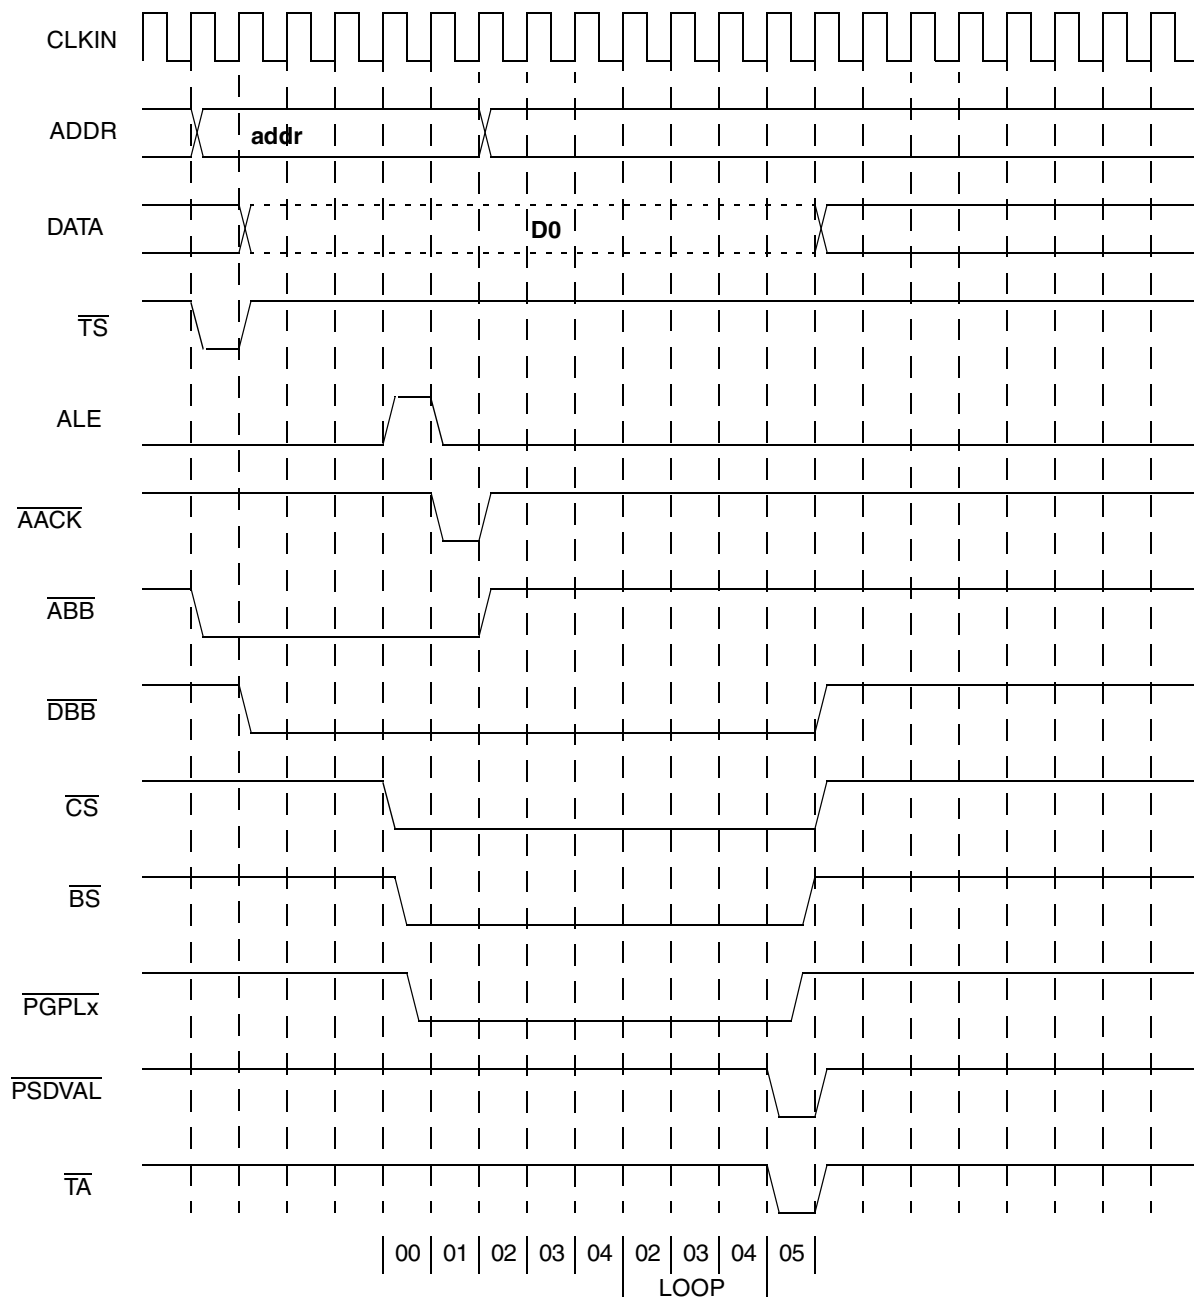 CLKIN
ADDR addr
DATA D0
TS
ALE
AACK
ABB
DBB
CS
BS
PGPLx
PSDVAL
TA
00 01 02 03 04 02 03 04 05
LOOP